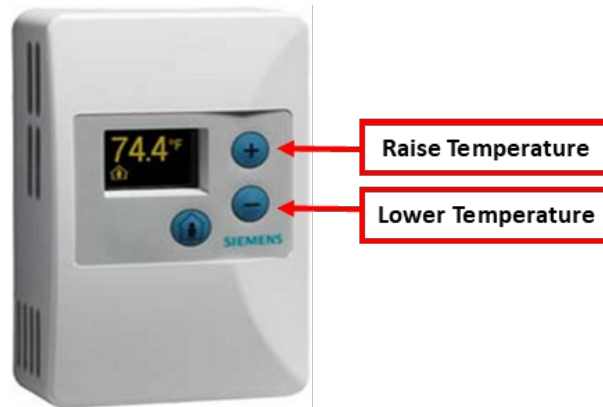 74.4°F
+
Raise Temperature
−
Lower Temperature
SIEMENS